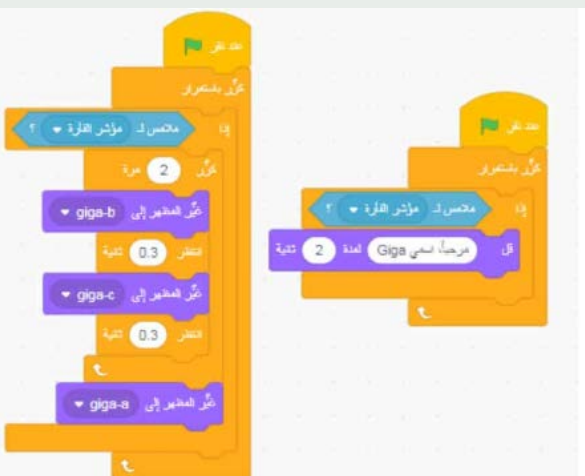 عند نقر
كرِّر باستمرار
إذا ملامس لـ مؤشر الفأرة ؟
قل مرحباً، اسمي Giga لمدة 2 ثانية
عند نقر
كرِّر باستمرار
إذا ملامس لـ مؤشر الفأرة ؟
كرِّر 2 مرة
غيِّر المظهر إلى giga-b
انتظر 0.3 ثانية
غيِّر المظهر إلى giga-c
انتظر 0.3 ثانية
غيِّر المظهر إلى giga-a